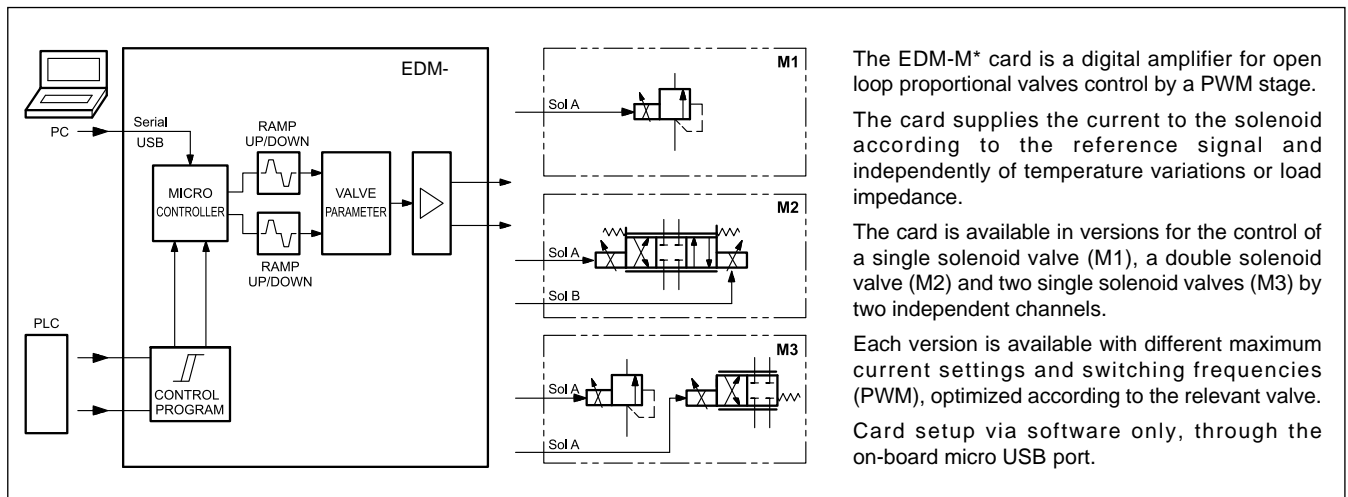 EDM-
PC
Serial
USB
RAMP
UP/DOWN
MICRO
CONTROLLER
VALVE
PARAMETER
RAMP
UP/DOWN
PLC
CONTROL
PROGRAM
M1
Sol A
M2
Sol A
Sol B
M3
Sol A
Sol A
The EDM-M* card is a digital amplifier for open
loop proportional valves control by a PWM stage.
The card supplies the current to the solenoid
according to the reference signal and
independently of temperature variations or load
impedance.
The card is available in versions for the control of
a single solenoid valve (M1), a double solenoid
valve (M2) and two single solenoid valves (M3) by
two independent channels.
Each version is available with different maximum
current settings and switching frequencies
(PWM), optimized according to the relevant valve.
Card setup via software only, through the
on-board micro USB port.